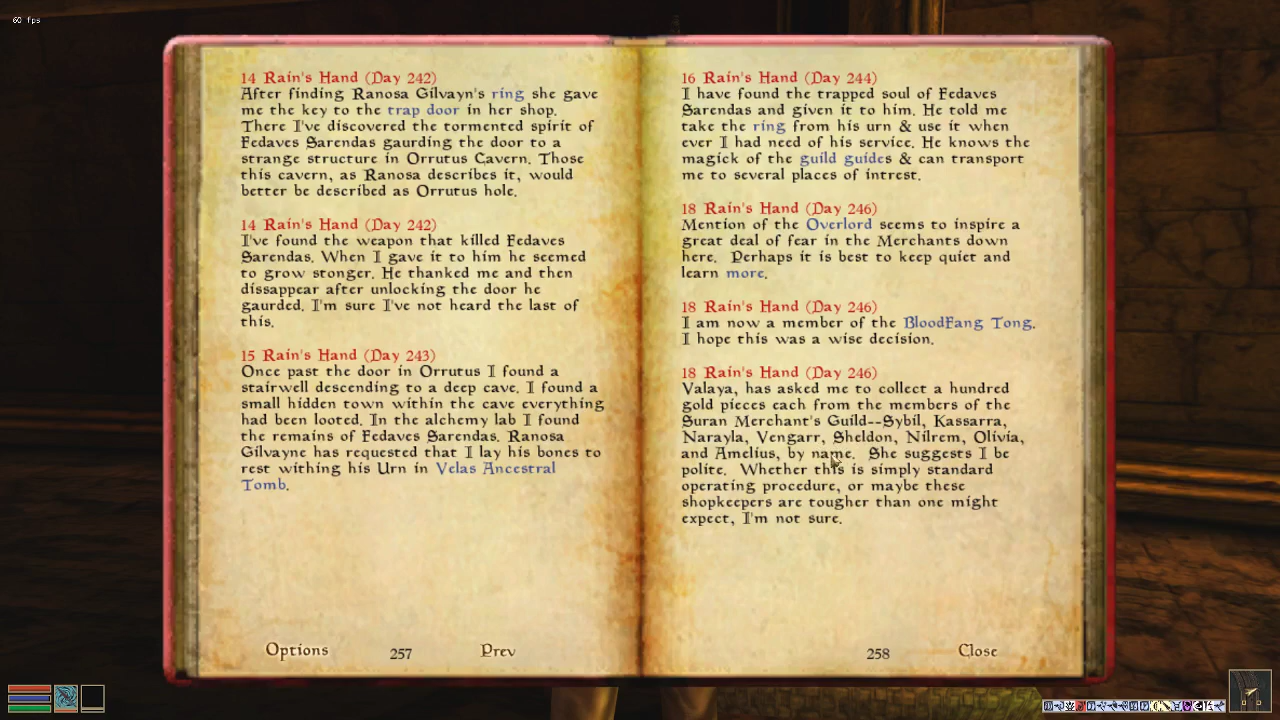 60 fps
14 Rain's Hand (Day 242)
After finding Ranosa Gilvayn's ring she gave
me the key to the trap door in her shop.
There I've discovered the tormented spirit of
Fedaves Sarendas gaurding the door to a
strange structure in Orrutus Cavern. Thos
this cavern, as Ranosa describes it, would
better be described as Orrutus hole.
14 Rain's Hand (Day 242)
I've found the weapon that killed Fedaves
Sarendas. When I gave it to him he seemed
to grow stonger. He thanked me and then
dissappear after unlocking the door he
gaurded. I'm sure I've not heard the last of
this.
15 Rain's Hand (Day 243)
Once past the door in Orrutus I found a
stairwell descending to a deep cave. I found a
small hidden town within the cave everything
had been looted. In the alchemy lab I found
the remains of Fedaves Sarendas. Ranosa
Gilvayne has requested that I lay his bones to
rest withing his Urn in Velas Ancestral
Tomb.
Options
257
Prev
16 Rain's Hand (Day 244)
I have found the trapped soul of Fedaves
Sarendas and given it to him. He told me
take the ring from his urn & use it when
ever I had need of his service. He knows the
magick of the guild guides & can transport
me to several places of intrest.
18 Rain's Hand (Day 246)
Mention of the Overlord seems to inspire a
great deal of fear in the Merchants down
here.  Perhaps it is best to keep quiet and
learn more.
18 Rain's Hand (Day 246)
I am now a member of the BloodFang Tong.
I hope this was a wise decision.
18 Rain's Hand (Day 246)
Valaya, has asked me to collect a hundred
gold pieces each from the members of the
Suran Merchant's Guild--Sybil, Kassarra,
Narayla, Vengarr, Sheldon, Nilrem, Olivia,
and Amelius, by name.  She suggests I be
polite.  Whether this is simply standard
operating procedure, or maybe these
shopkeepers are tougher than one might
expect, I'm not sure.
258
Close